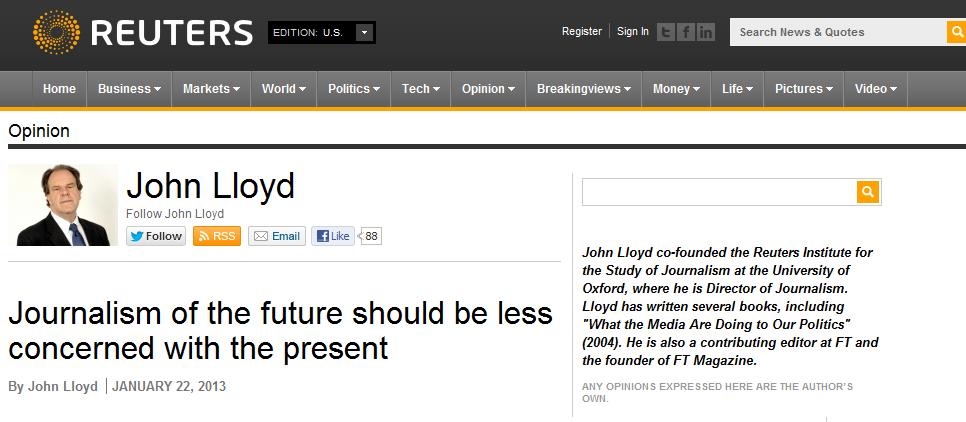 REUTERS
EDITION: U.S.
Register
Sign In
Search News & Quotes
Home
Business
Markets
World
Politics
Tech
Opinion
Breakingviews
Money
Life
Pictures
Video
Opinion
John Lloyd
Follow John Lloyd
Follow
RSS
Email
Like
88
Journalism of the future should be less
concerned with the present
By John Lloyd
JANUARY 22, 2013
John Lloyd co-founded the Reuters Institute for
the Study of Journalism at the University of
Oxford, where he is Director of Journalism.
Lloyd has written several books, including
"What the Media Are Doing to Our Politics"
(2004). He is also a contributing editor at FT and
the founder of FT Magazine.
ANY OPINIONS EXPRESSED HERE ARE THE AUTHOR'S
OWN.